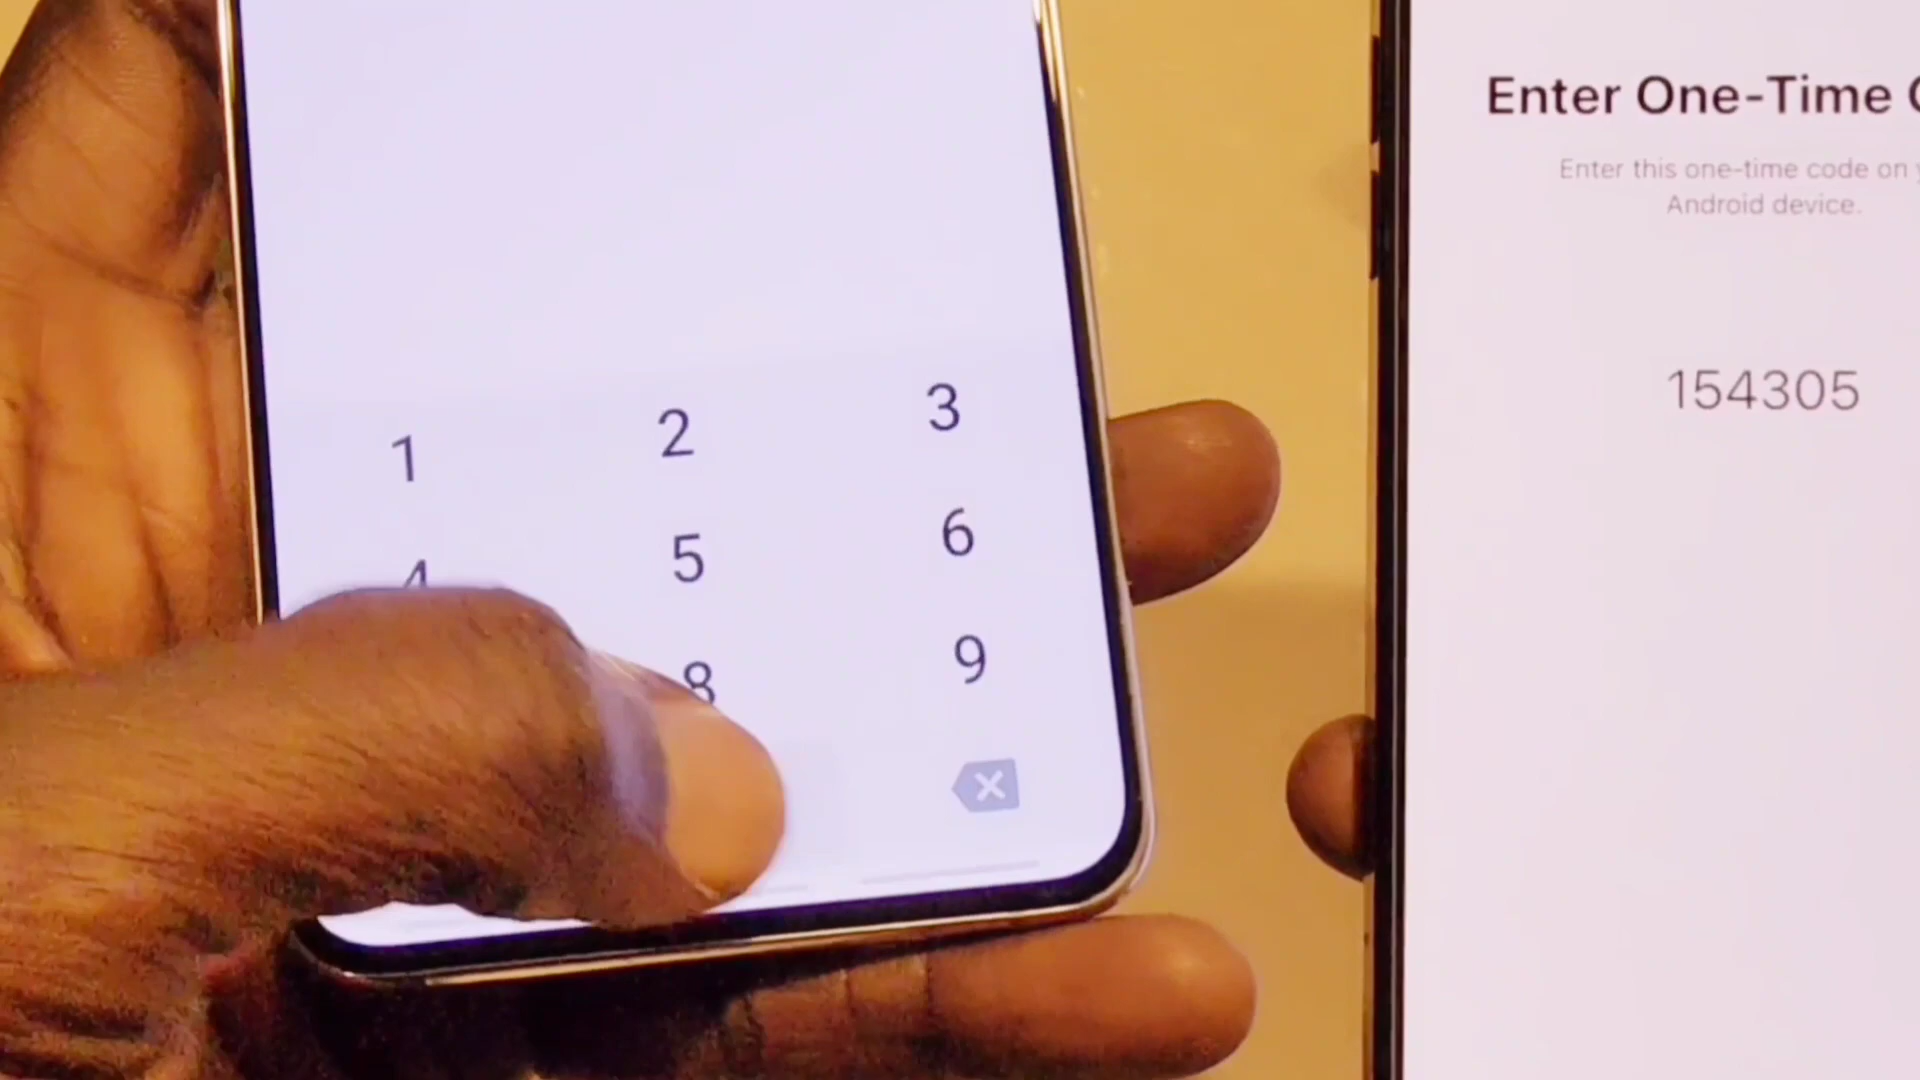 1 2 3
4 5 6
8 9
Enter One-Time
Enter this one-time code on
Android device.
154305